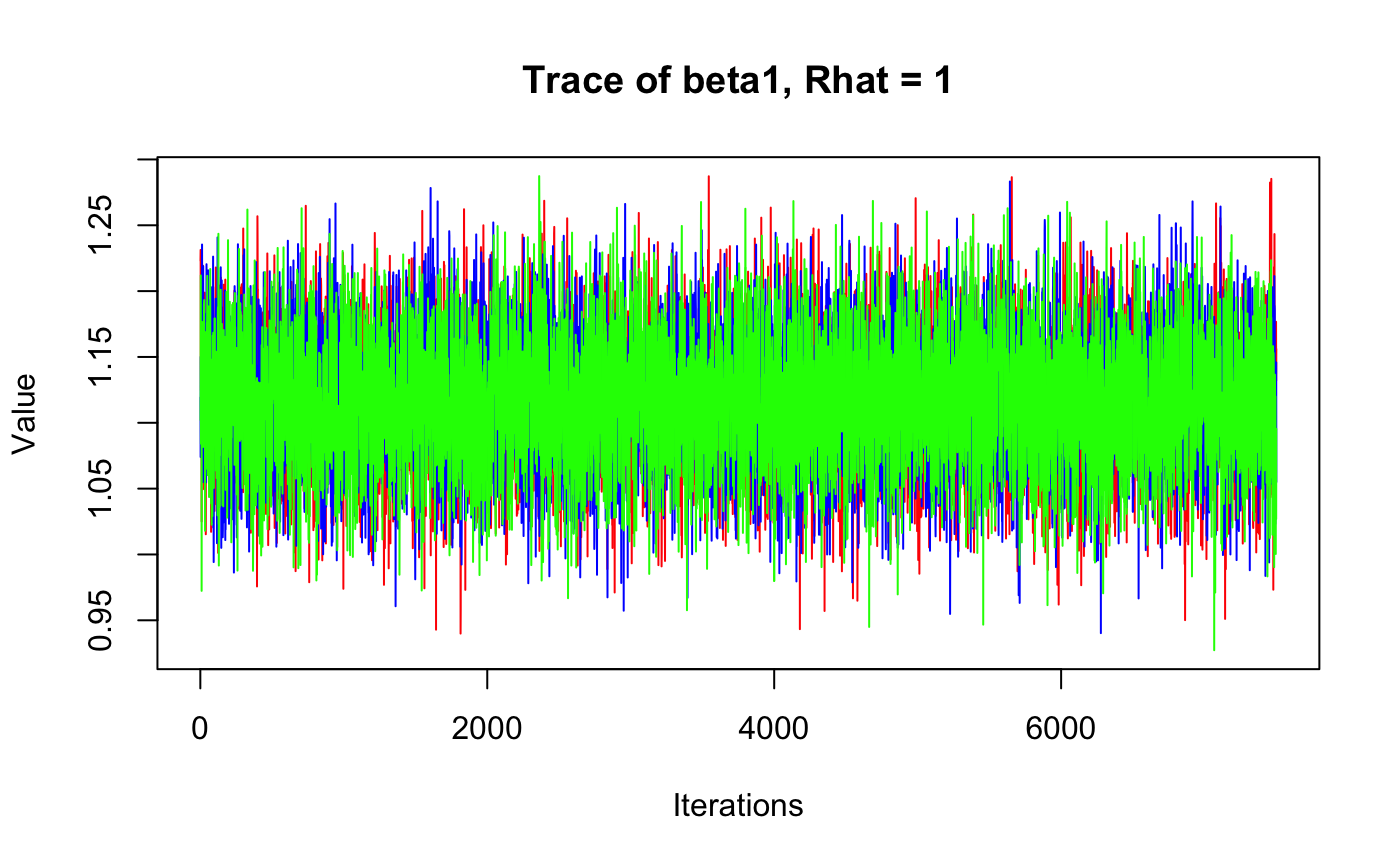 Trace of beta1, Rhat = 1
Value
1.25
1.15
1.05
0.95
0 2000 4000 6000
Iterations